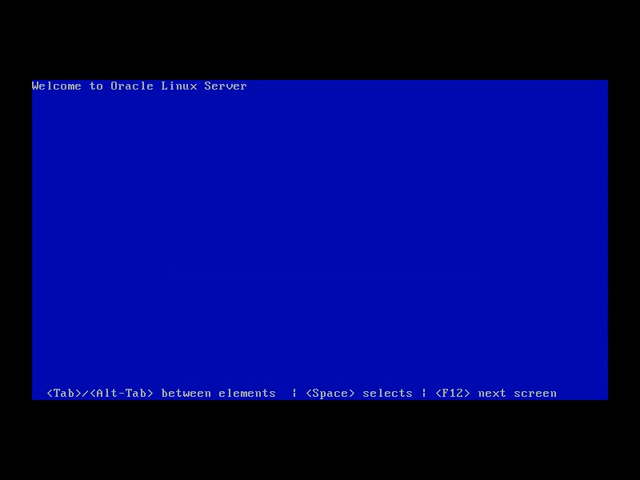 Welcome to Oracle Linux Server
<Tab>/<Alt-Tab> between elements | <Space> selects | <F12> next screen